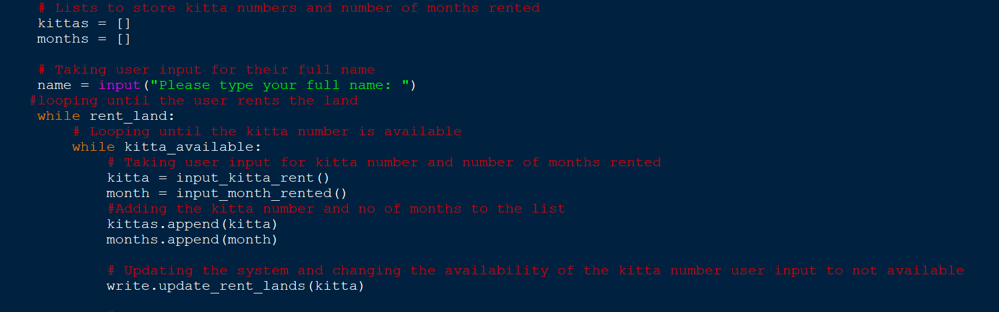 # Lists to store kitta numbers and number of months rented
kittas = []
months = []
# Taking user input for their full name
name = input("Please type your full name: ")
#looping until the user rents the land
while rent_land:
# Looping until the kitta number is available
while kitta_available:
# Taking user input for kitta number and number of months rented
kitta = input_kitta_rent()
month = input_month_rented()
#Adding the kitta number and no of months to the list
kittas.append(kitta)
months.append(month)
# Updating the system and changing the availability of the kitta number user input to not available
write.update_rent_lands(kitta)